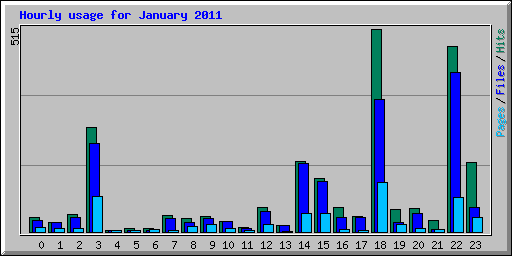 Hourly usage for January 2011
515
Pages/Files/Hits
0 1 2 3 4 5 6 7 8 9 10 11 12 13 14 15 16 17 18 19 20 21 22 23